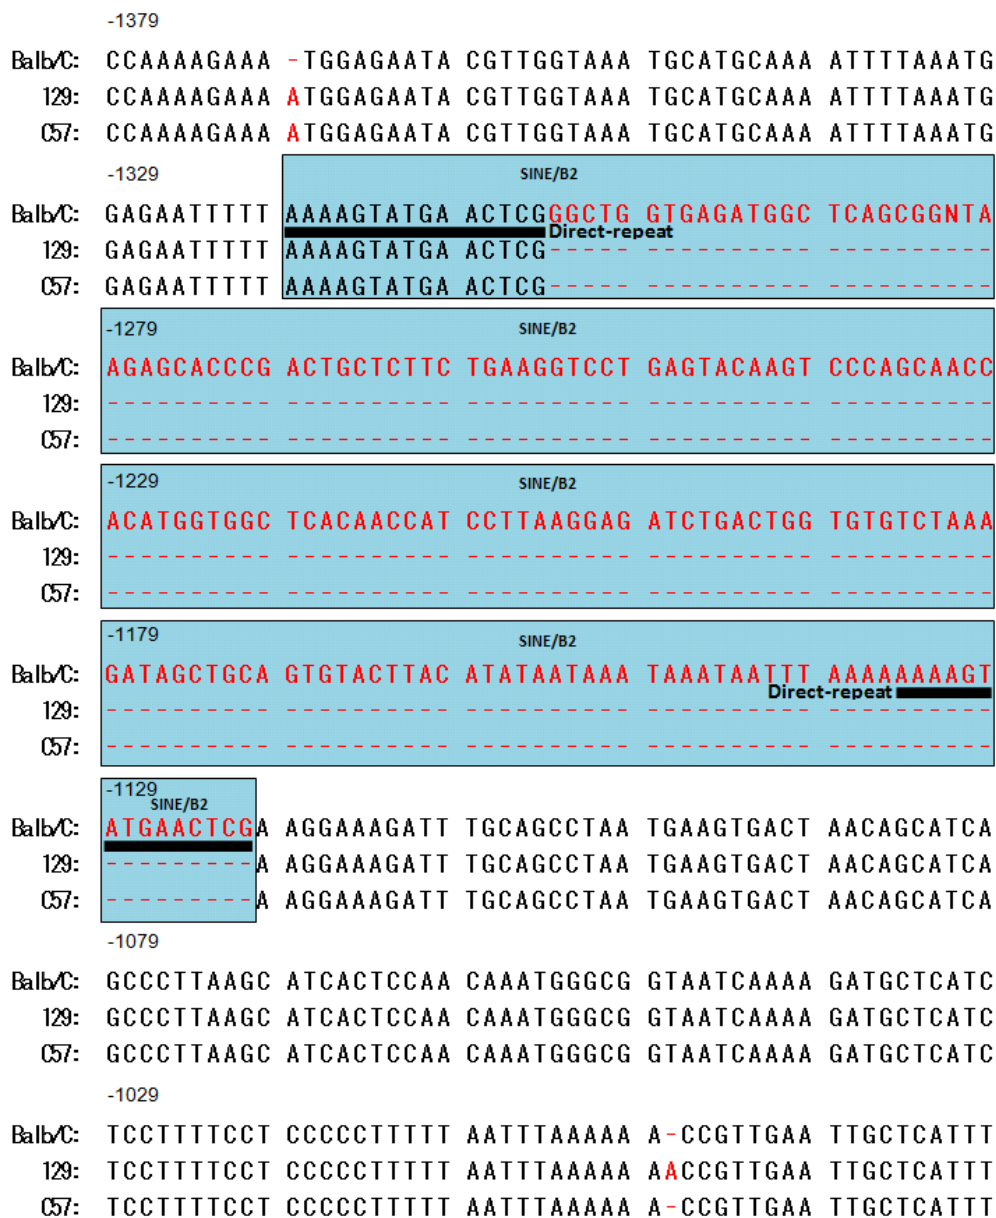 -1379
Balb/C: CCAAAAGAAA -TGGAGAATA CGTTGGTAAA TGCATGCAAA ATTTTAAATG
129: CCAAAAGAAA ATGGAGAATA CGTTGGTAAA TGCATGCAAA ATTTTAAATG
C57: CCAAAAGAAA ATGGAGAATA CGTTGGTAAA TGCATGCAAA ATTTTAAATG
-1329 SINE/B2
Balb/C: GAGAATTTTT AAAAGTATGA ACTCGGGCTG GTGAGATGGC TCAGCGGNTA
Direct-repeat
129: GAGAATTTTT AAAAGTATGA ACTCG----- ---------- ----------
C57: GAGAATTTTT AAAAGTATGA ACTCG----- ---------- ----------
-1279 SINE/B2
Balb/C: AGAGCACCCG ACTGCTCTTC TGAAGGTCCT GAGTACAAGT CCCAGCAACC
129: ---------- ---------- ---------- ---------- ----------
C57: ---------- ---------- ---------- ---------- ----------
-1229 SINE/B2
Balb/C: ACATGGTGGC TCACAACCAT CCTTAAGGAG ATCTGACTGG TGTGTCTAAA
129: ---------- ---------- ---------- ---------- ----------
C57: ---------- ---------- ---------- ---------- ----------
-1179 SINE/B2
Balb/C: GATAGCTGCA GTGTACTTAC ATATAATAAA TAAATAATTT AAAAAAAAGT
Direct-repeat
129: ---------- ---------- ---------- ---------- ----------
C57: ---------- ---------- ---------- ---------- ----------
-1129
SINE/B2
Balb/C: ATGAACTCGA AGGAAAGATT TGCAGCCTAA TGAAGTGACT AACAGCATCA
129: ---------A AGGAAAGATT TGCAGCCTAA TGAAGTGACT AACAGCATCA
C57: ---------A AGGAAAGATT TGCAGCCTAA TGAAGTGACT AACAGCATCA
-1079
Balb/C: GCCCTTAAGC ATCACTCCAA CAAATGGGCG GTAATCAAAA GATGCTCATC
129: GCCCTTAAGC ATCACTCCAA CAAATGGGCG GTAATCAAAA GATGCTCATC
C57: GCCCTTAAGC ATCACTCCAA CAAATGGGCG GTAATCAAAA GATGCTCATC
-1029
Balb/C: TCCTTTTCCT CCCCCTTTTT AATTTAAAAA A-CCGTTGAA TTGCTCATTT
129: TCCTTTTCCT CCCCCTTTTT AATTTAAAAA AACCGTTGAA TTGCTCATTT
C57: TCCTTTTCCT CCCCCTTTTT AATTTAAAAA A-CCGTTGAA TTGCTCATTT